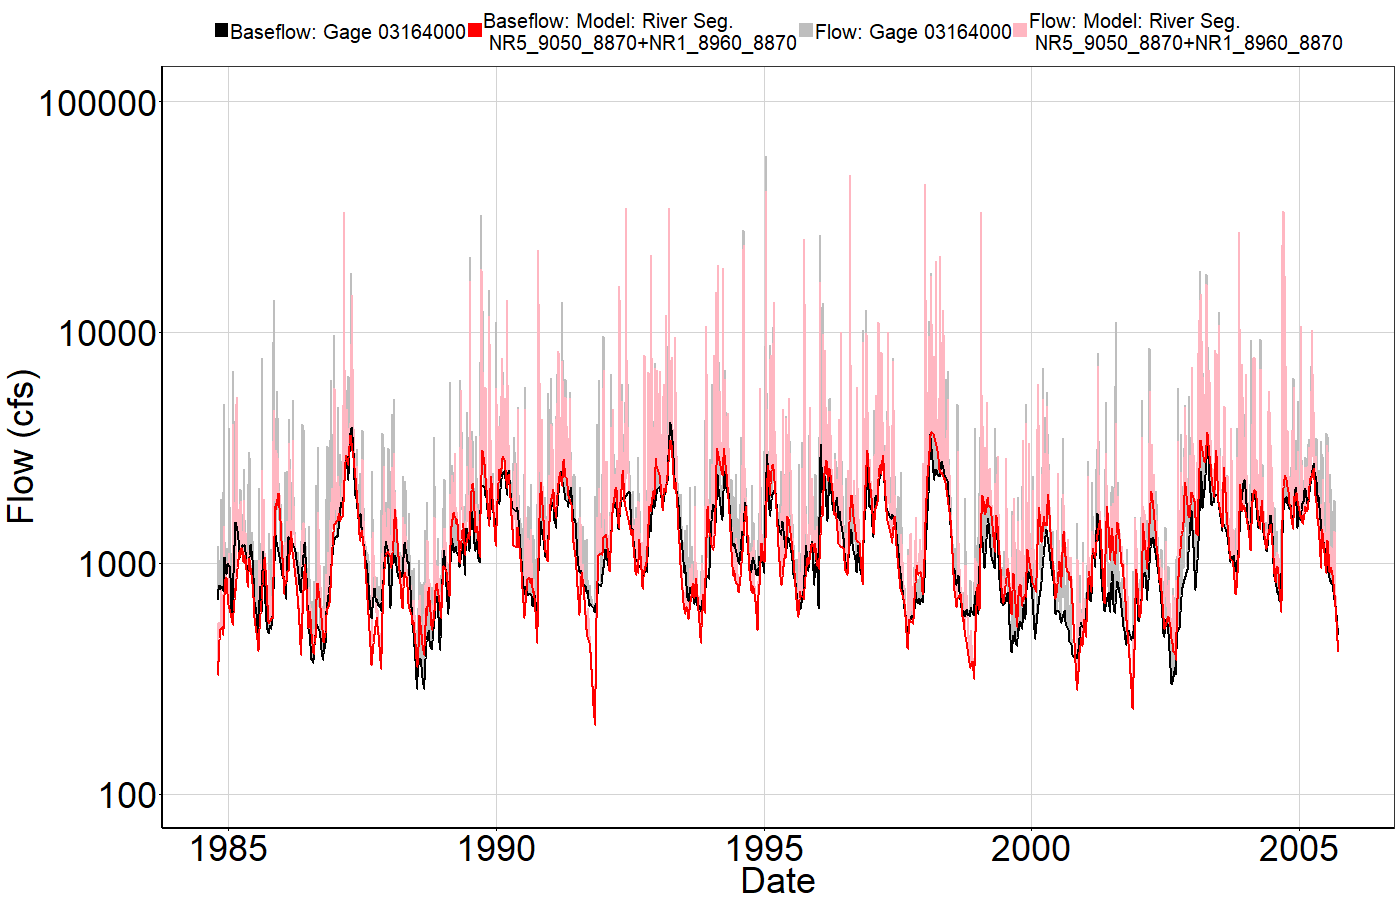 Baseflow: Gage 03164000
Baseflow: Model: River Seg.
NR5_9050_8870+NR1_8960_8870
Flow: Gage 03164000
Flow: Model: River Seg.
NR5_9050_8870+NR1_8960_8870
100000
10000
1000
100
Flow (cfs)
1985 1990 1995 2000 2005
Date